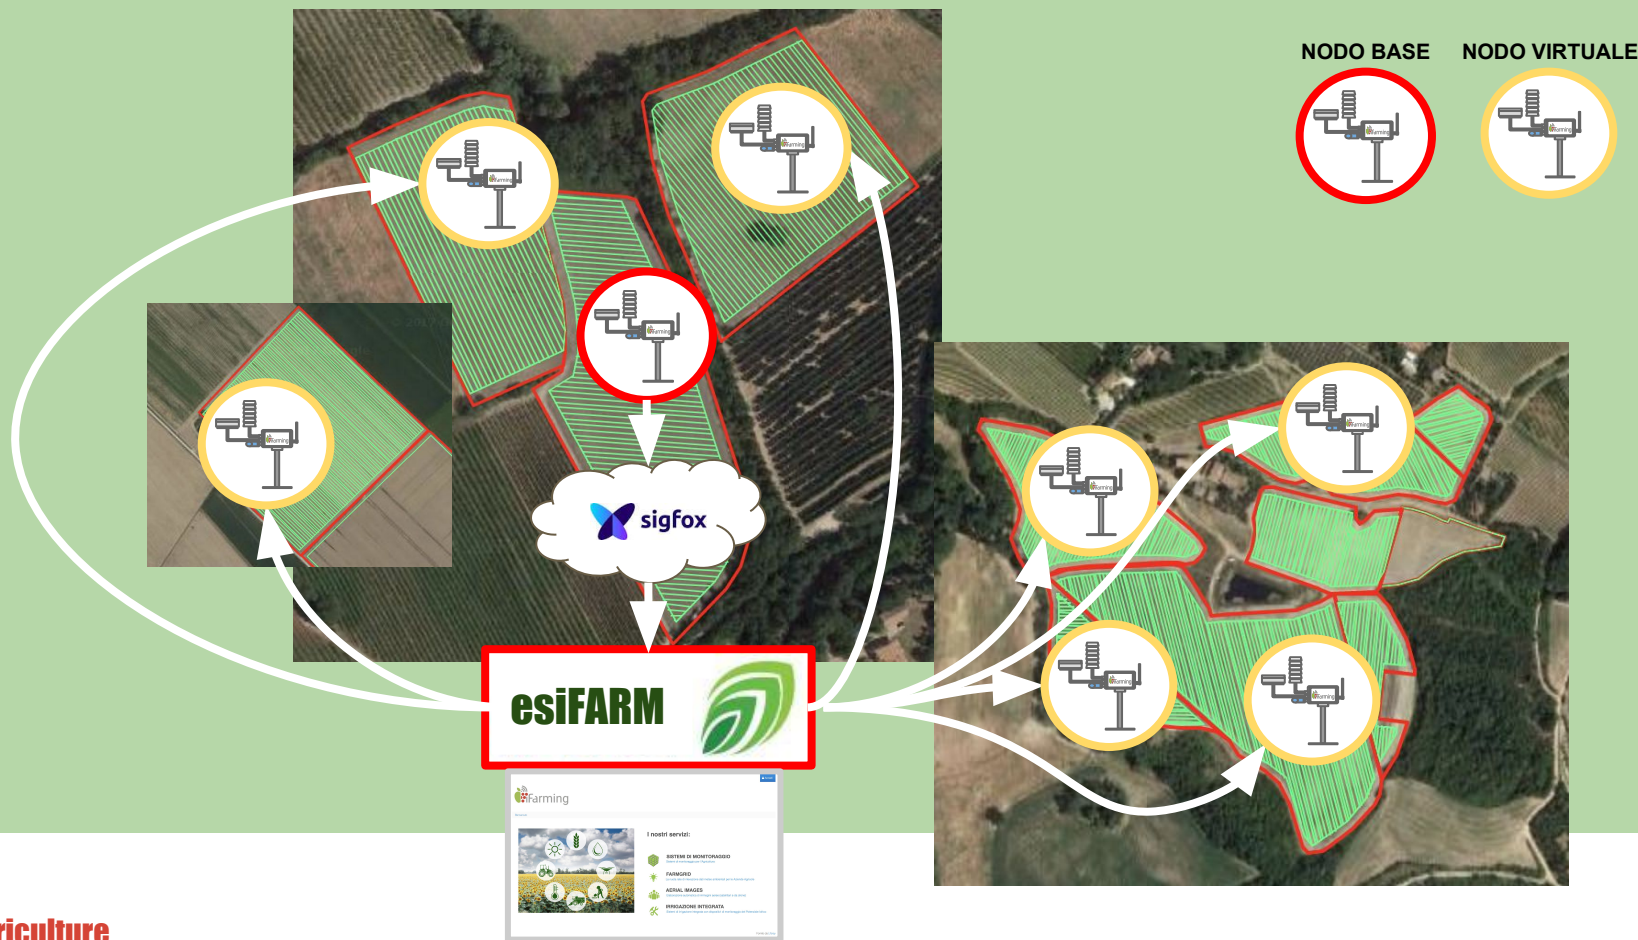 NODO BASE NODO VIRTUALE
sigfox
esiFARM
Farming
I nostri servizi:
SISTEMI DI MONITORAGGIO
FARMGRID
AERIAL IMAGES
IRRIGAZIONE INTEGRATA
riculture